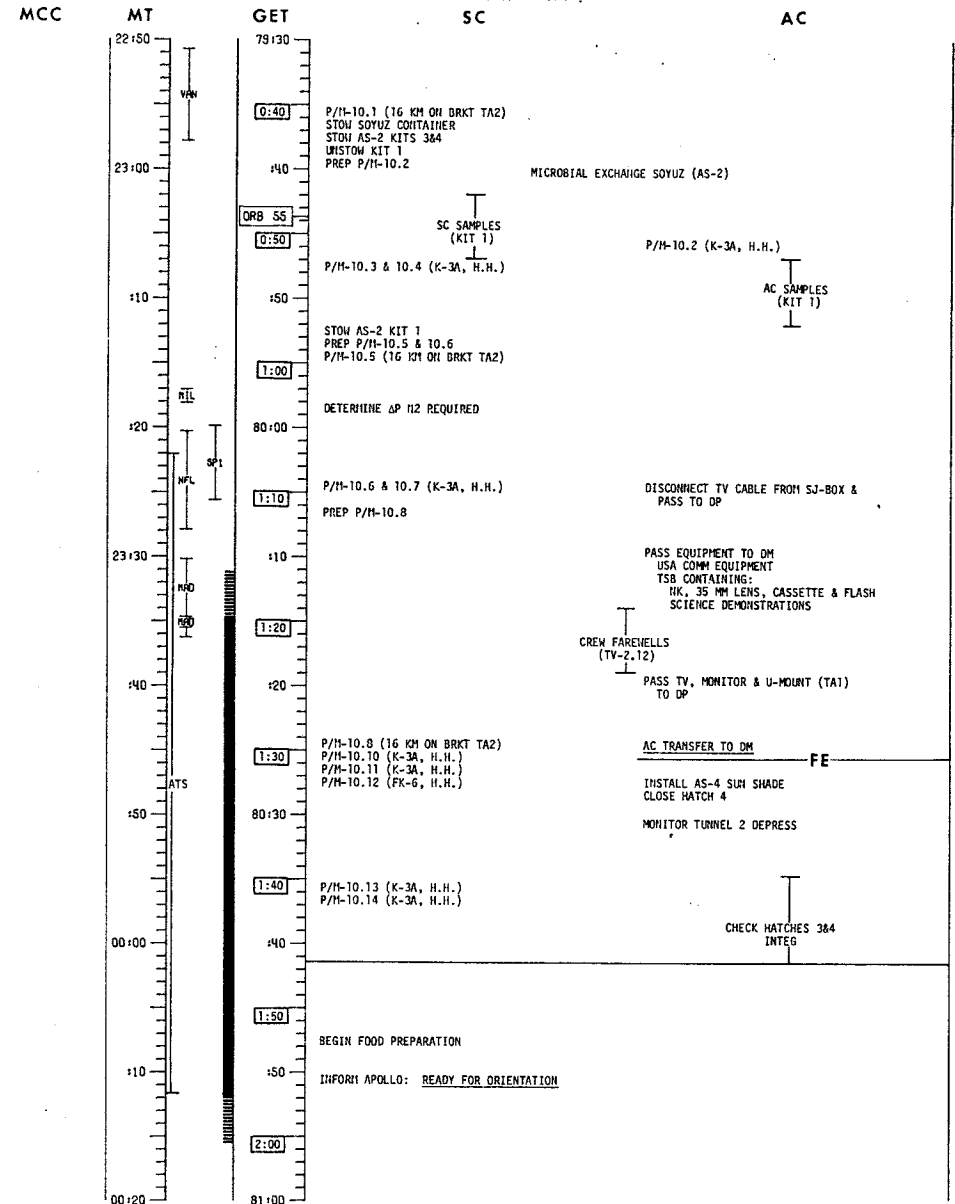 MCC MT GET SC AC
22:50 79:30
VAN
0:40 P/M-10.1 (16 KM ON BRKT TA2)
STOW SOYUZ CONTAINER
STOW AS-2 KITS 3&4
UNSTOW KIT 1
23:00 :40 PREP P/M-10.2
MICROBIAL EXCHANGE SOYUZ (AS-2)
ORB 55
SC SAMPLES
(KIT 1)
0:50
P/M-10.2 (K-3A, H.H.)
P/M-10.3 & 10.4 (K-3A, H.H.)
AC SAMPLES
(KIT 1)
:10 :50
STOW AS-2 KIT 1
PREP P/M-10.5 & 10.6
P/M-10.5 (16 KM ON BRKT TA2)
1:00
MIL
DETERMINE ΔP N2 REQUIRED
:20 80:00
SP1
NFL
P/M-10.6 & 10.7 (K-3A, H.H.)
DISCONNECT TV CABLE FROM SJ-BOX &
PASS TO DP
1:10
PREP P/M-10.8
23:30 :10
PASS EQUIPMENT TO DM
USA COMM EQUIPMENT
TSB CONTAINING:
NK, 35 MM LENS, CASSETTE & FLASH
SCIENCE DEMONSTRATIONS
MAD
MAD
1:20
CREW FAREWELLS
(TV-2.12)
:40 :20
PASS TV, MONITOR & U-MOUNT (TA1)
TO DP
P/M-10.8 (16 KM ON BRKT TA2)
AC TRANSFER TO DM
1:30 P/M-10.10 (K-3A, H.H.)
FE
P/M-10.11 (K-3A, H.H.)
P/M-10.12 (FK-6, H.H.)
ATS
INSTALL AS-4 SUN SHADE
CLOSE HATCH 4
:50 80:30
MONITOR TUNNEL 2 DEPRESS
1:40 P/M-10.13 (K-3A, H.H.)
P/M-10.14 (K-3A, H.H.)
CHECK HATCHES 3&4
INTEG
00:00 :40
1:50
BEGIN FOOD PREPARATION
:10 :50
INFORM APOLLO: READY FOR ORIENTATION
2:00
00:20 81:00